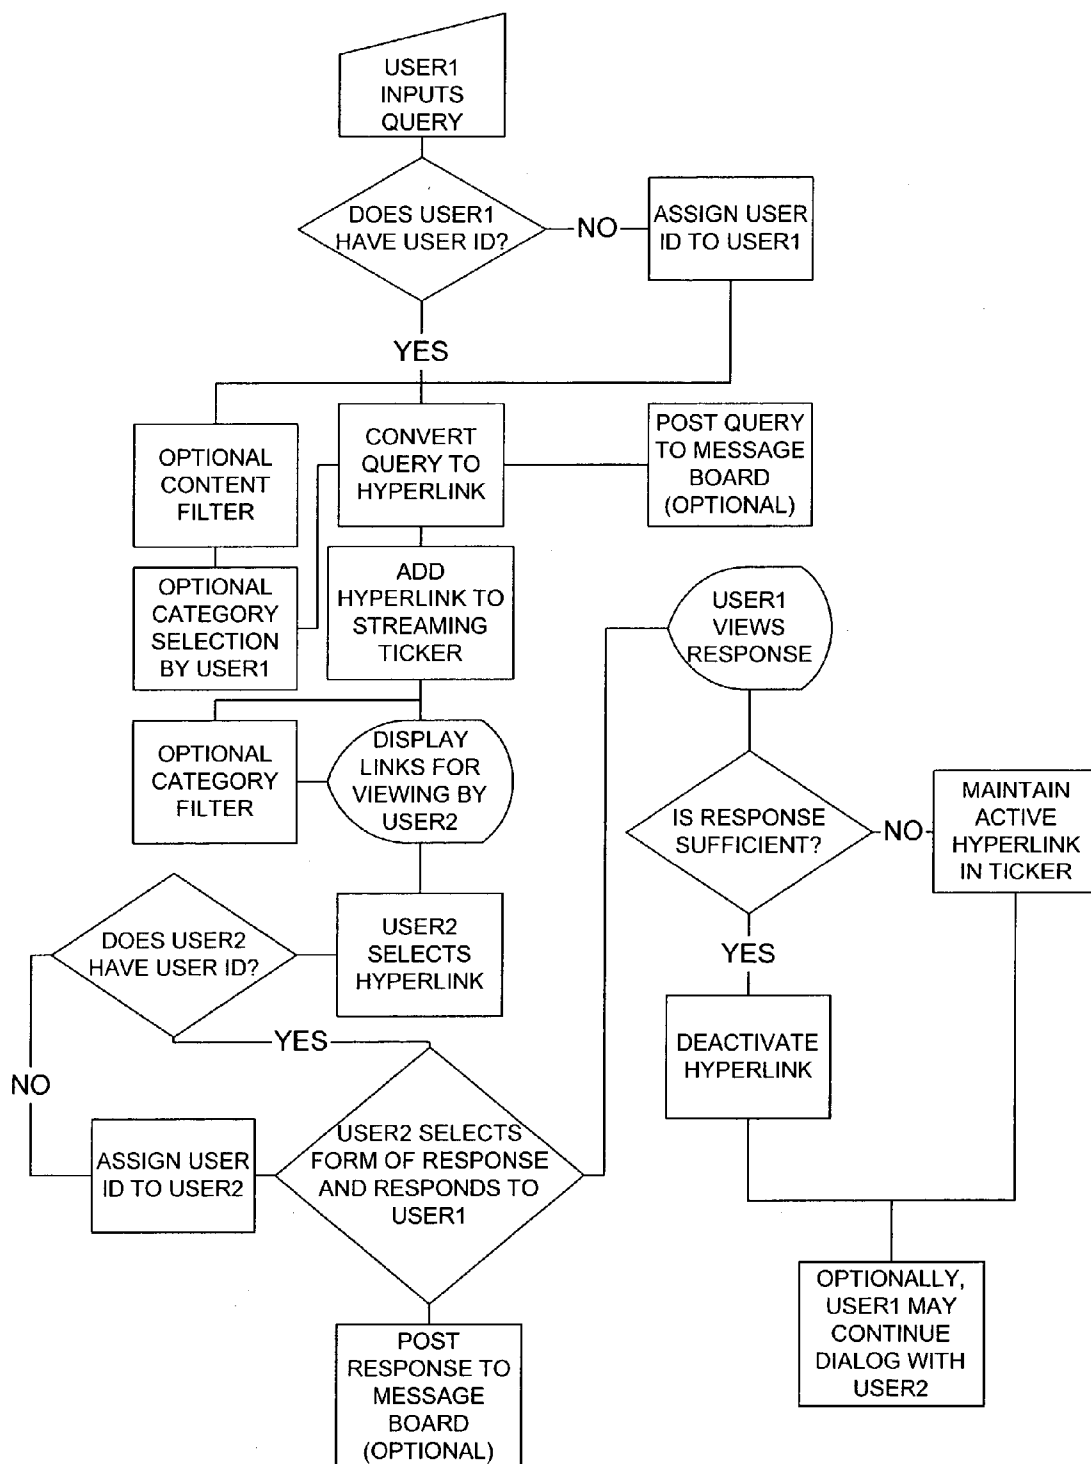 USER1
INPUTS
QUERY
DOES USER1
HAVE USER ID?
NO
ASSIGN USER
ID TO USER1
YES
OPTIONAL
CONTENT
FILTER
CONVERT
QUERY TO
HYPERLINK
POST QUERY
TO MESSAGE
BOARD
(OPTIONAL)
OPTIONAL
CATEGORY
SELECTION
BY USER1
ADD
HYPERLINK TO
STREAMING
TICKER
USER1
VIEWS
RESPONSE
OPTIONAL
CATEGORY
FILTER
DISPLAY
LINKS FOR
VIEWING BY
USER2
IS RESPONSE
SUFFICIENT?
NO
MAINTAIN
ACTIVE
HYPERLINK
IN TICKER
DOES USER2
HAVE USER ID?
USER2
SELECTS
HYPERLINK
YES
DEACTIVATE
HYPERLINK
YES
NO
ASSIGN USER
ID TO USER2
USER2 SELECTS
FORM OF RESPONSE
AND RESPONDS TO
USER1
OPTIONALLY,
USER1 MAY
CONTINUE
DIALOG WITH
USER2
POST
RESPONSE TO
MESSAGE
BOARD
(OPTIONAL)